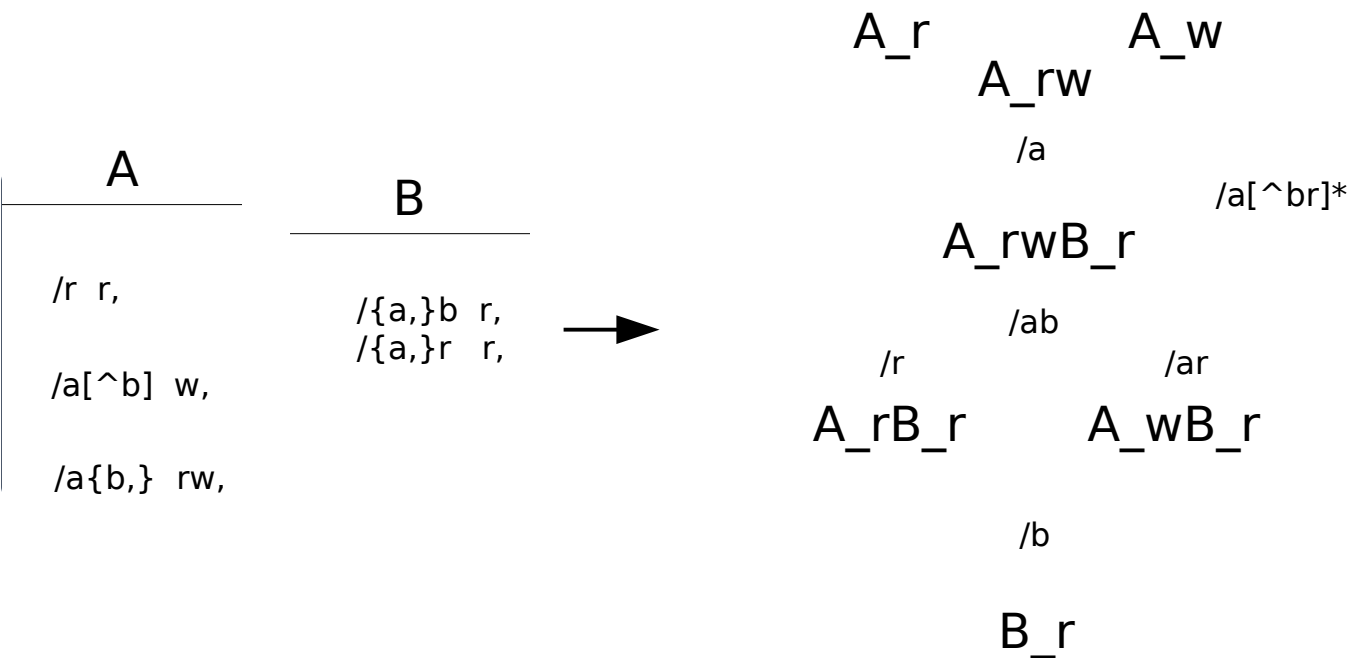 A
/r r,
/a[^b] w,
/a{b,} rw,
B
/{a,}b r,
/{a,}r r,
A_r
A_w
A_rw
/a
/a[^br]*
A_rwB_r
/ab
/r
/ar
A_rB_r
A_wB_r
/b
B_r